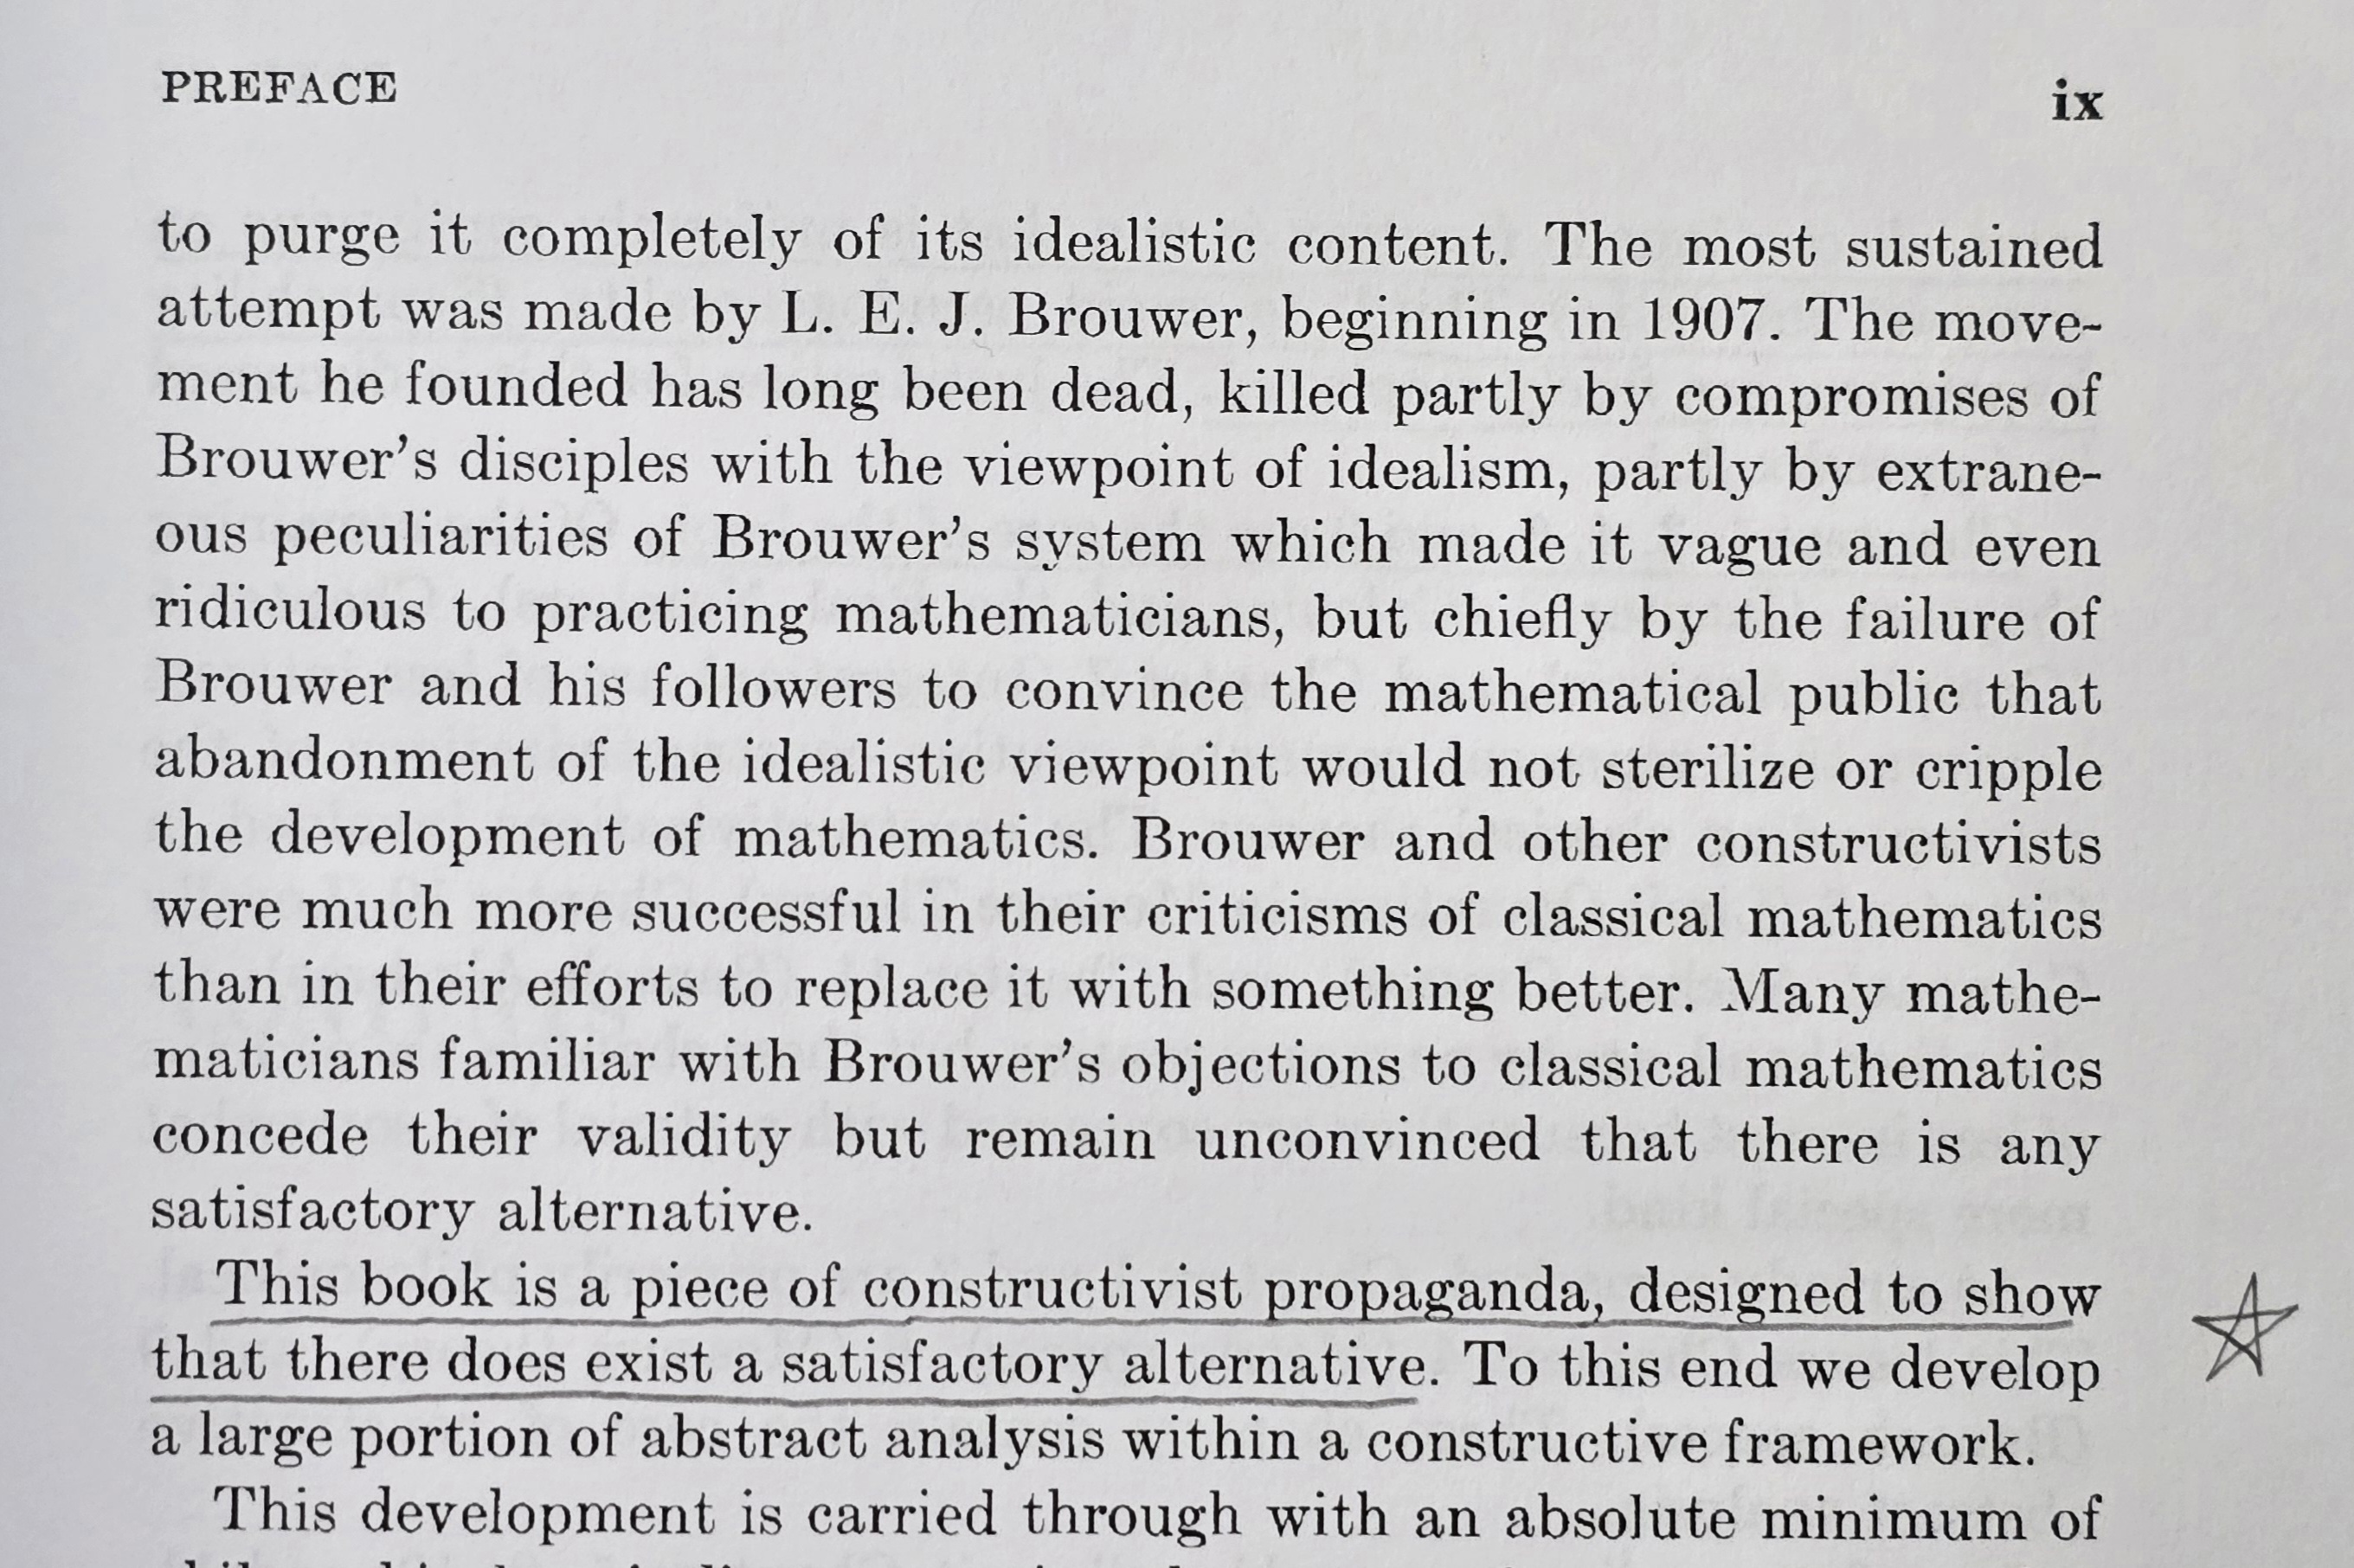 PREFACE ix
to purge it completely of its idealistic content. The most sustained
attempt was made by L. E. J. Brouwer, beginning in 1907. The move-
ment he founded has long been dead, killed partly by compromises of
Brouwer's disciples with the viewpoint of idealism, partly by extrane-
ous peculiarities of Brouwer's system which made it vague and even
ridiculous to practicing mathematicians, but chiefly by the failure of
Brouwer and his followers to convince the mathematical public that
abandonment of the idealistic viewpoint would not sterilize or cripple
the development of mathematics. Brouwer and other constructivists
were much more successful in their criticisms of classical mathematics
than in their efforts to replace it with something better. Many mathe-
maticians familiar with Brouwer's objections to classical mathematics
concede their validity but remain unconvinced that there is any
satisfactory alternative.
This book is a piece of constructivist propaganda, designed to show
that there does exist a satisfactory alternative. To this end we develop
a large portion of abstract analysis within a constructive framework.
This development is carried through with an absolute minimum of